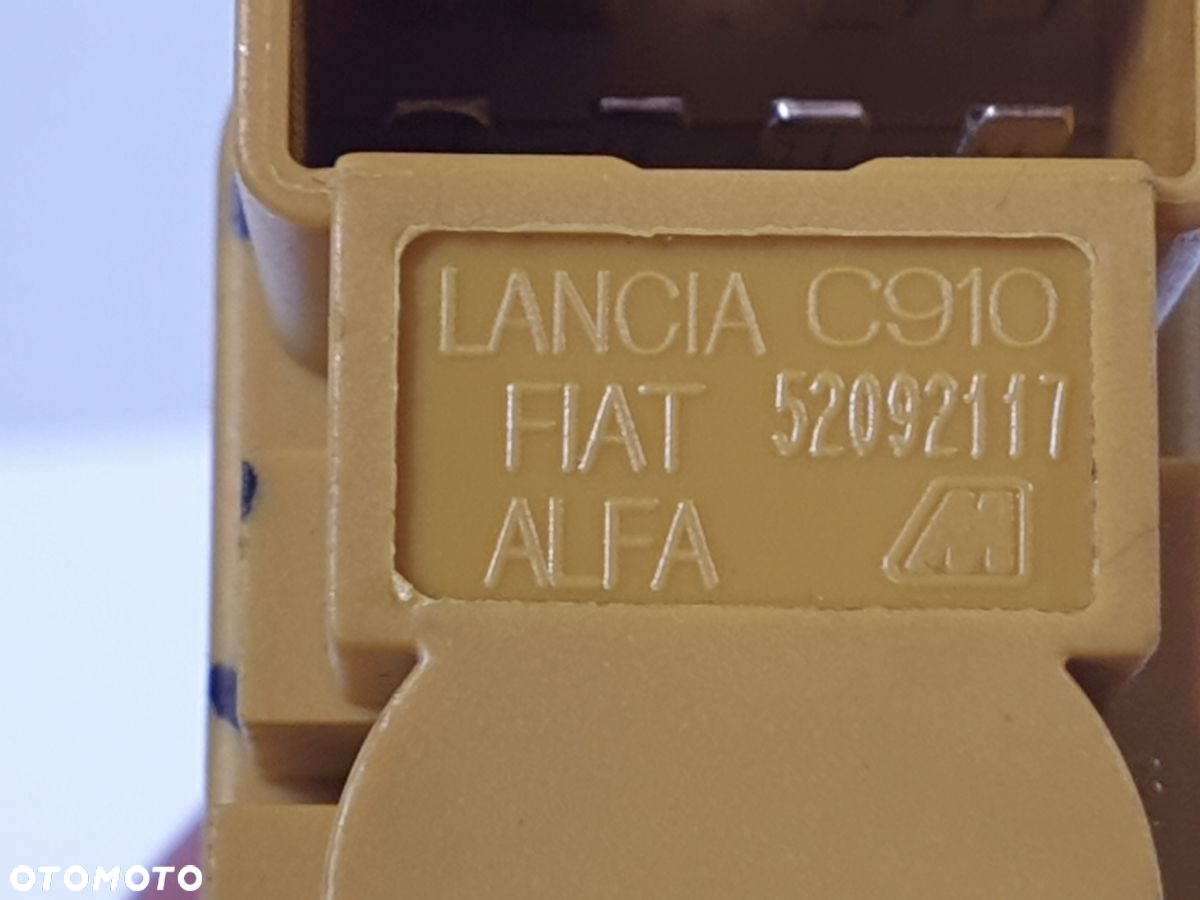 LANCIA C910
FIAT 52092117
ALFA M
OTOMOTO